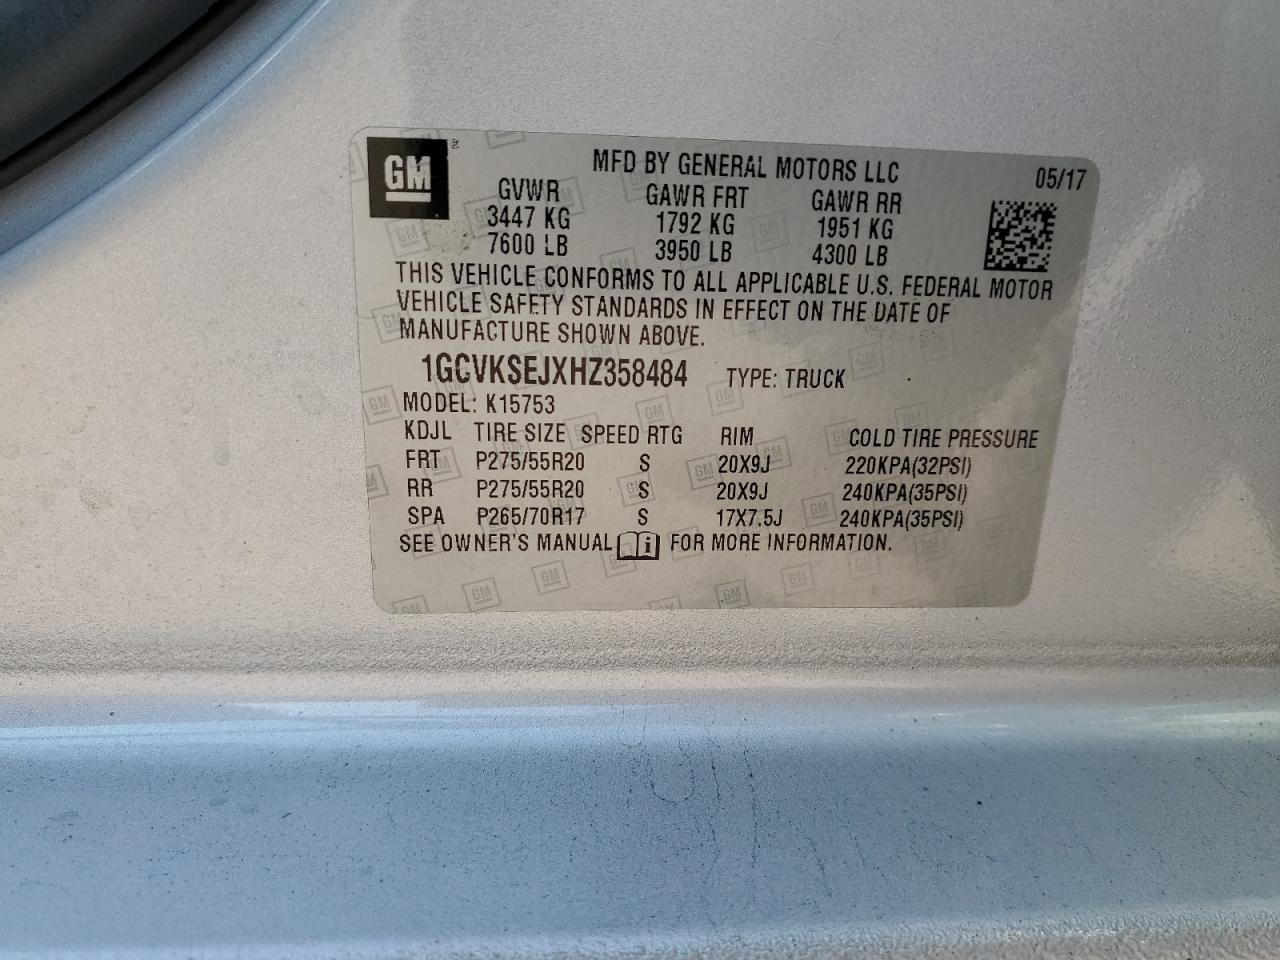 GM
MFD BY GENERAL MOTORS LLC 05/17
GVWR GAWR FRT GAWR RR
3447 KG 1792 KG 1951 KG
7600 LB 3950 LB 4300 LB
THIS VEHICLE CONFORMS TO ALL APPLICABLE U.S. FEDERAL MOTOR
VEHICLE SAFETY STANDARDS IN EFFECT ON THE DATE OF
MANUFACTURE SHOWN ABOVE.
1GCVKSEJXHZ358484 TYPE: TRUCK
MODEL: K15753
KDJL TIRE SIZE SPEED RTG RIM COLD TIRE PRESSURE
FRT P275/55R20 S 20X9J 220KPA(32PSI)
RR P275/55R20 S 20X9J 240KPA(35PSI)
SPA P265/70R17 S 17X7.5J 240KPA(35PSI)
SEE OWNER'S MANUAL i FOR MORE INFORMATION.